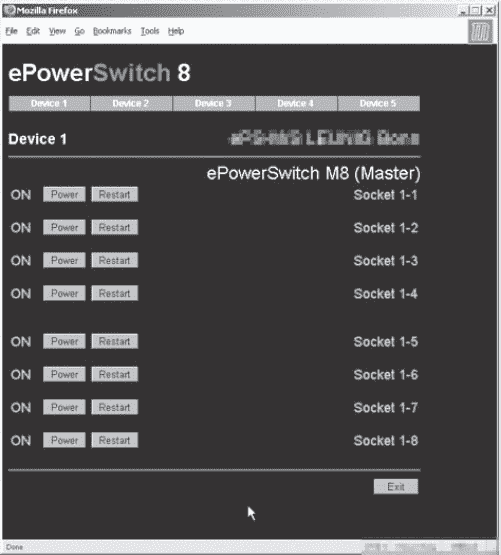 Mozilla Firefox
File Edit View Go Bookmarks Tools Help
ePowerSwitch 8
Device 1 Device 2 Device 3 Device 4 Device 5
Device 1
ePowerSwitch M8 (Master)
ON Power Restart Socket 1-1
ON Power Restart Socket 1-2
ON Power Restart Socket 1-3
ON Power Restart Socket 1-4
ON Power Restart Socket 1-5
ON Power Restart Socket 1-6
ON Power Restart Socket 1-7
ON Power Restart Socket 1-8
Exit
Done